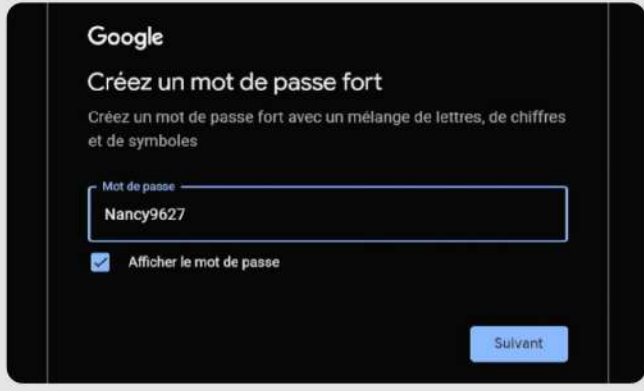 Google
Créez un mot de passe fort
Créez un mot de passe fort avec un mélange de lettres, de chiffres
et de symboles
Mot de passe
Nancy9627
Afficher le mot de passe
Suivant